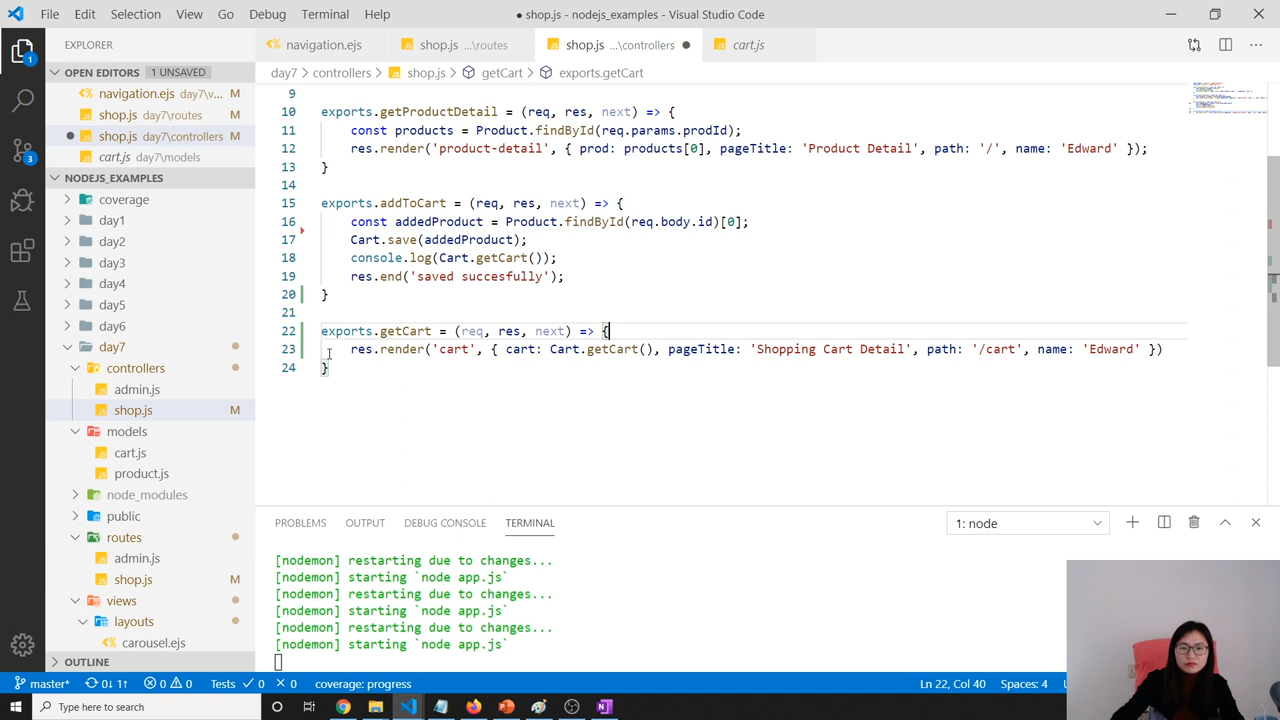 File Edit Selection View Go Debug Terminal Help
● shop.js - nodejs_examples - Visual Studio Code
EXPLORER
navigation.ejs
shop.js ...\routes
shop.js ...\controllers ●
cart.js
OPEN EDITORS 1 UNSAVED
day7 > controllers > shop.js > getCart > exports.getCart
navigation.ejs day7\v... M
shop.js day7\routes M
● shop.js day7\controllers M
cart.js day7\models
NODEJS_EXAMPLES
coverage
day1
day2
day3
day4
day5
day6
day7
controllers
admin.js
shop.js M
models
cart.js
product.js
node_modules
public
routes
admin.js
shop.js M
views
layouts
carousel.ejs
OUTLINE
9
10 exports.getProductDetail = (req, res, next) => {
11 const products = Product.findById(req.params.prodId);
12 res.render('product-detail', { prod: products[0], pageTitle: 'Product Detail', path: '/', name: 'Edward' });
13 }
14
15 exports.addToCart = (req, res, next) => {
16 const addedProduct = Product.findById(req.body.id)[0];
17 Cart.save(addedProduct);
18 console.log(Cart.getCart());
19 res.end('saved succesfully');
20 }
21
22 exports.getCart = (req, res, next) => {
23 res.render('cart', { cart: Cart.getCart(), pageTitle: 'Shopping Cart Detail', path: '/cart', name: 'Edward' })
24 }
PROBLEMS OUTPUT DEBUG CONSOLE TERMINAL
1: node
[nodemon] restarting due to changes...
[nodemon] starting `node app.js`
[nodemon] restarting due to changes...
[nodemon] starting `node app.js`
[nodemon] restarting due to changes...
[nodemon] starting `node app.js`
1
3
master* 0↓ 1↑ 0 0 Tests ✓ 0 × 0 coverage: progress
Ln 22, Col 40 Spaces: 4
Type here to search